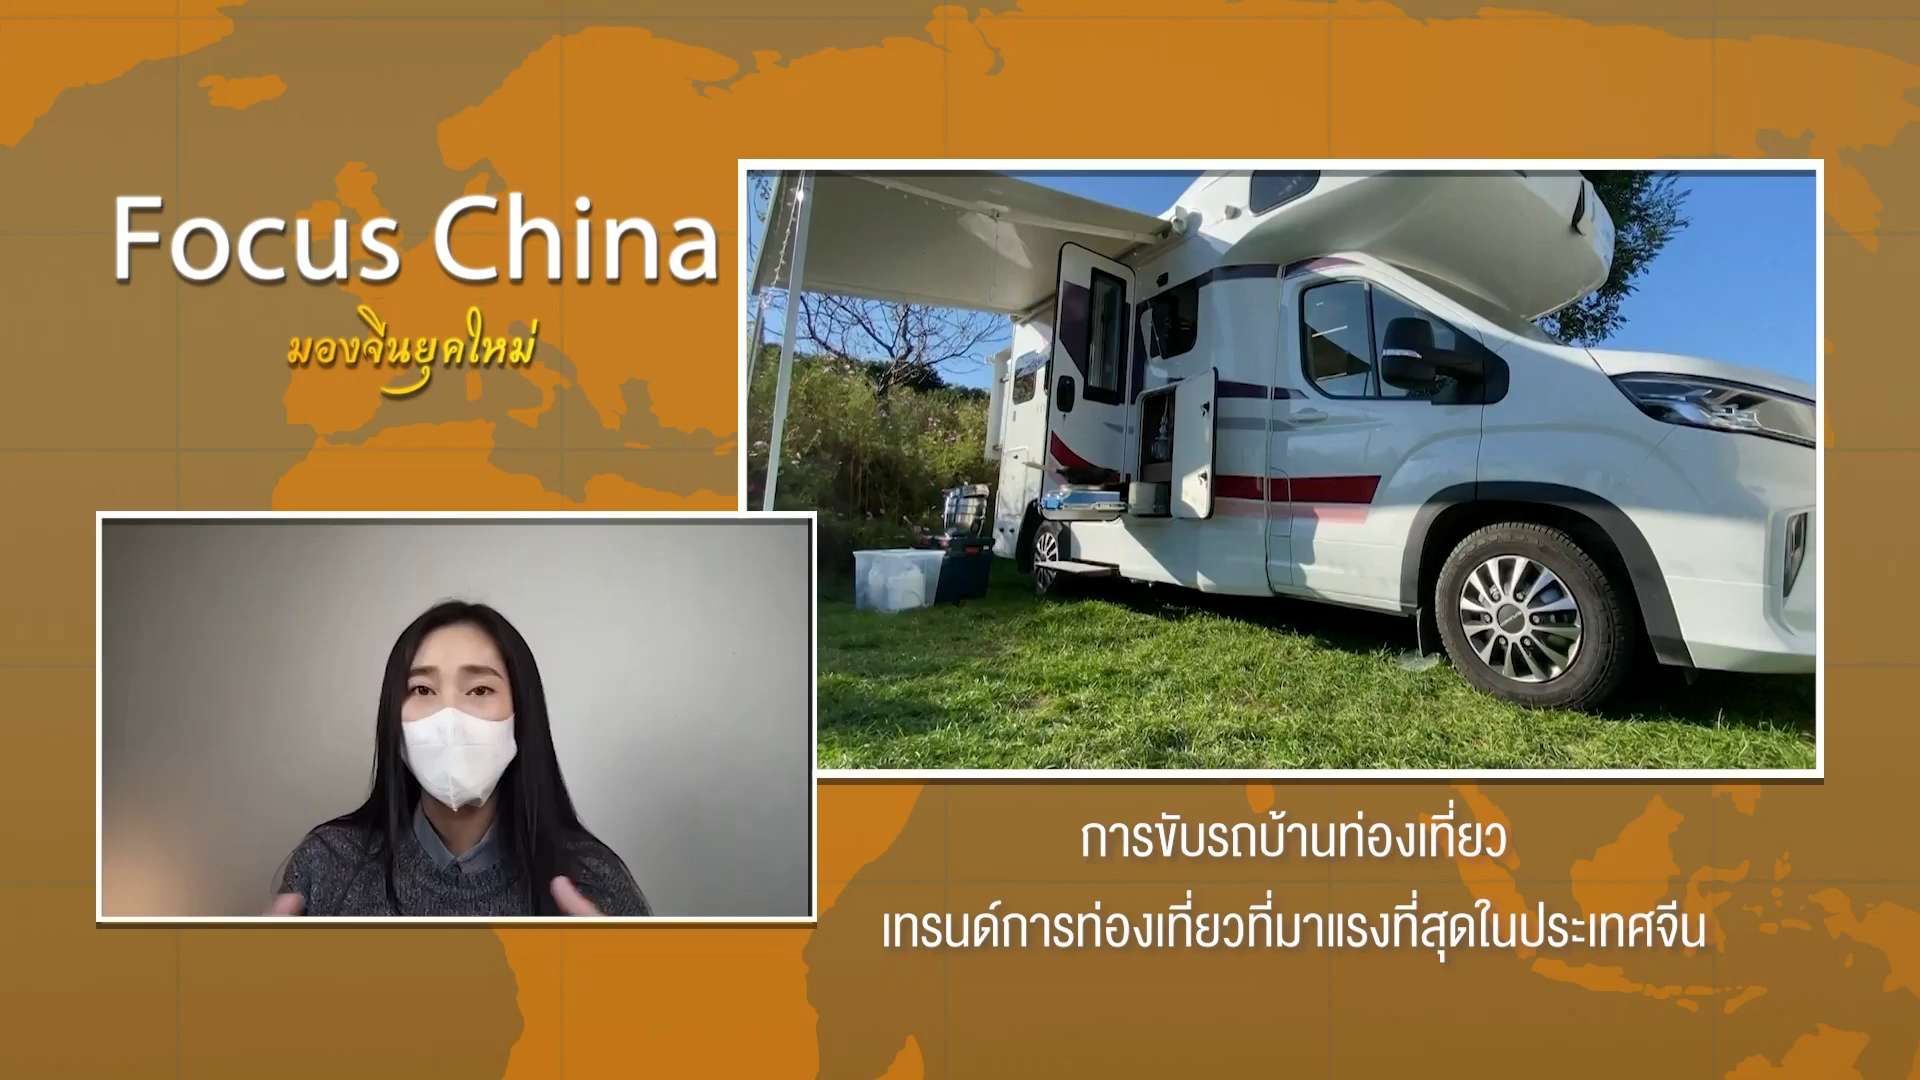 Focus China
มองจีนยุคใหม่
การขับรถบ้านท่องเที่ยว
เทรนด์การท่องเที่ยวที่มาแรงที่สุดในประเทศจีน